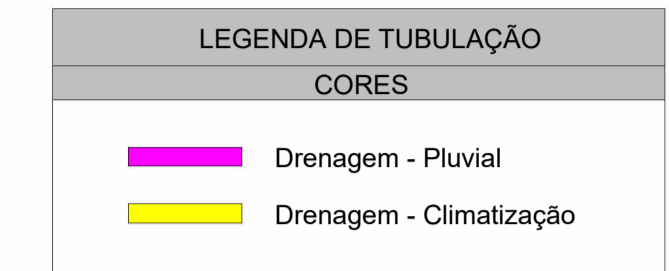 LEGENDA DE TUBULAÇÃO
CORES
Drenagem - Pluvial
Drenagem - Climatização